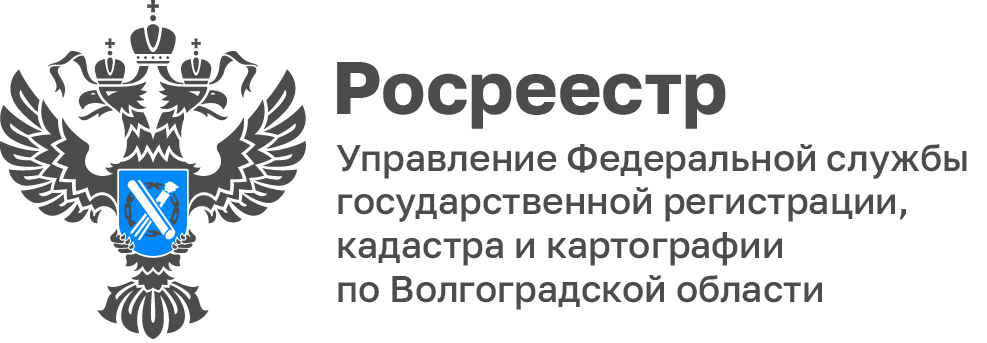 Росреестр
Управление Федеральной службы
государственной регистрации,
кадастра и картографии
по Волгоградской области